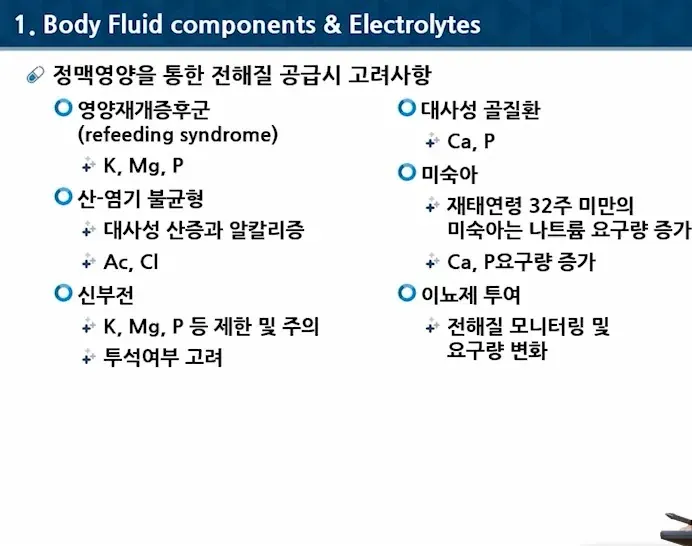 1. Body Fluid components & Electrolytes
정맥영양을 통한 전해질 공급시 고려사항
영양재개증후군
(refeeding syndrome)
K, Mg, P
산-염기 불균형
대사성 산증과 알칼리증
Ac, Cl
신부전
K, Mg, P 등 제한 및 주의
투석여부 고려
대사성 골질환
Ca, P
미숙아
재태연령 32주 미만의
미숙아는 나트륨 요구량 증가
Ca, P요구량 증가
이뇨제 투여
전해질 모니터링 및
요구량 변화